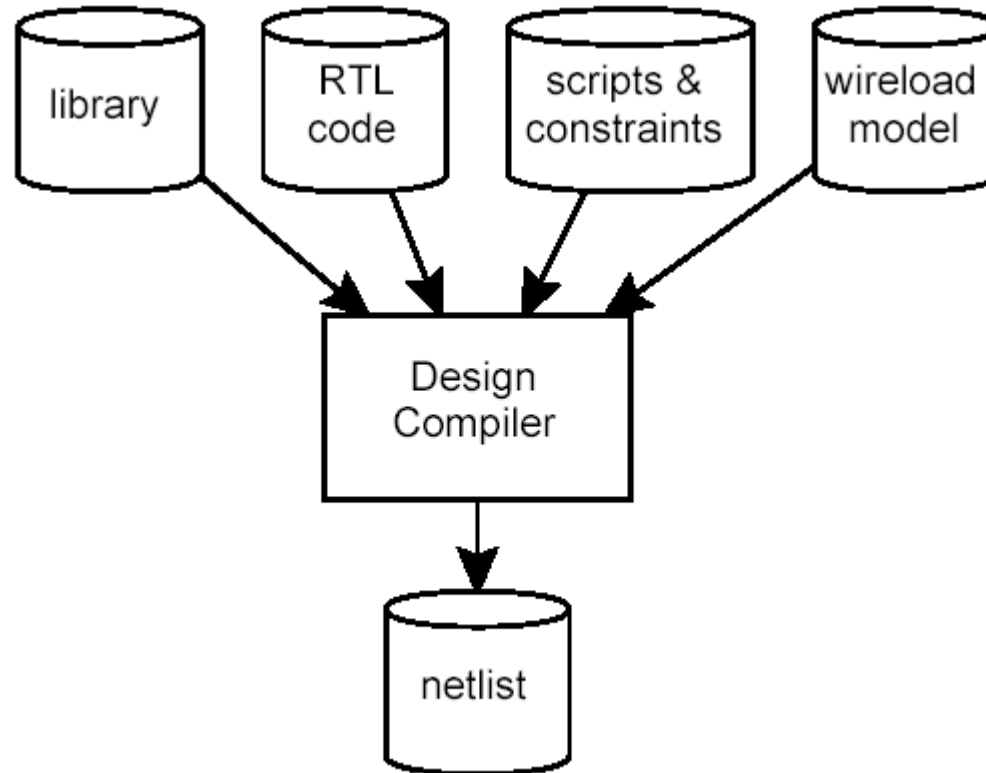 library
RTL
code
scripts &
constraints
wireload
model
Design
Compiler
netlist